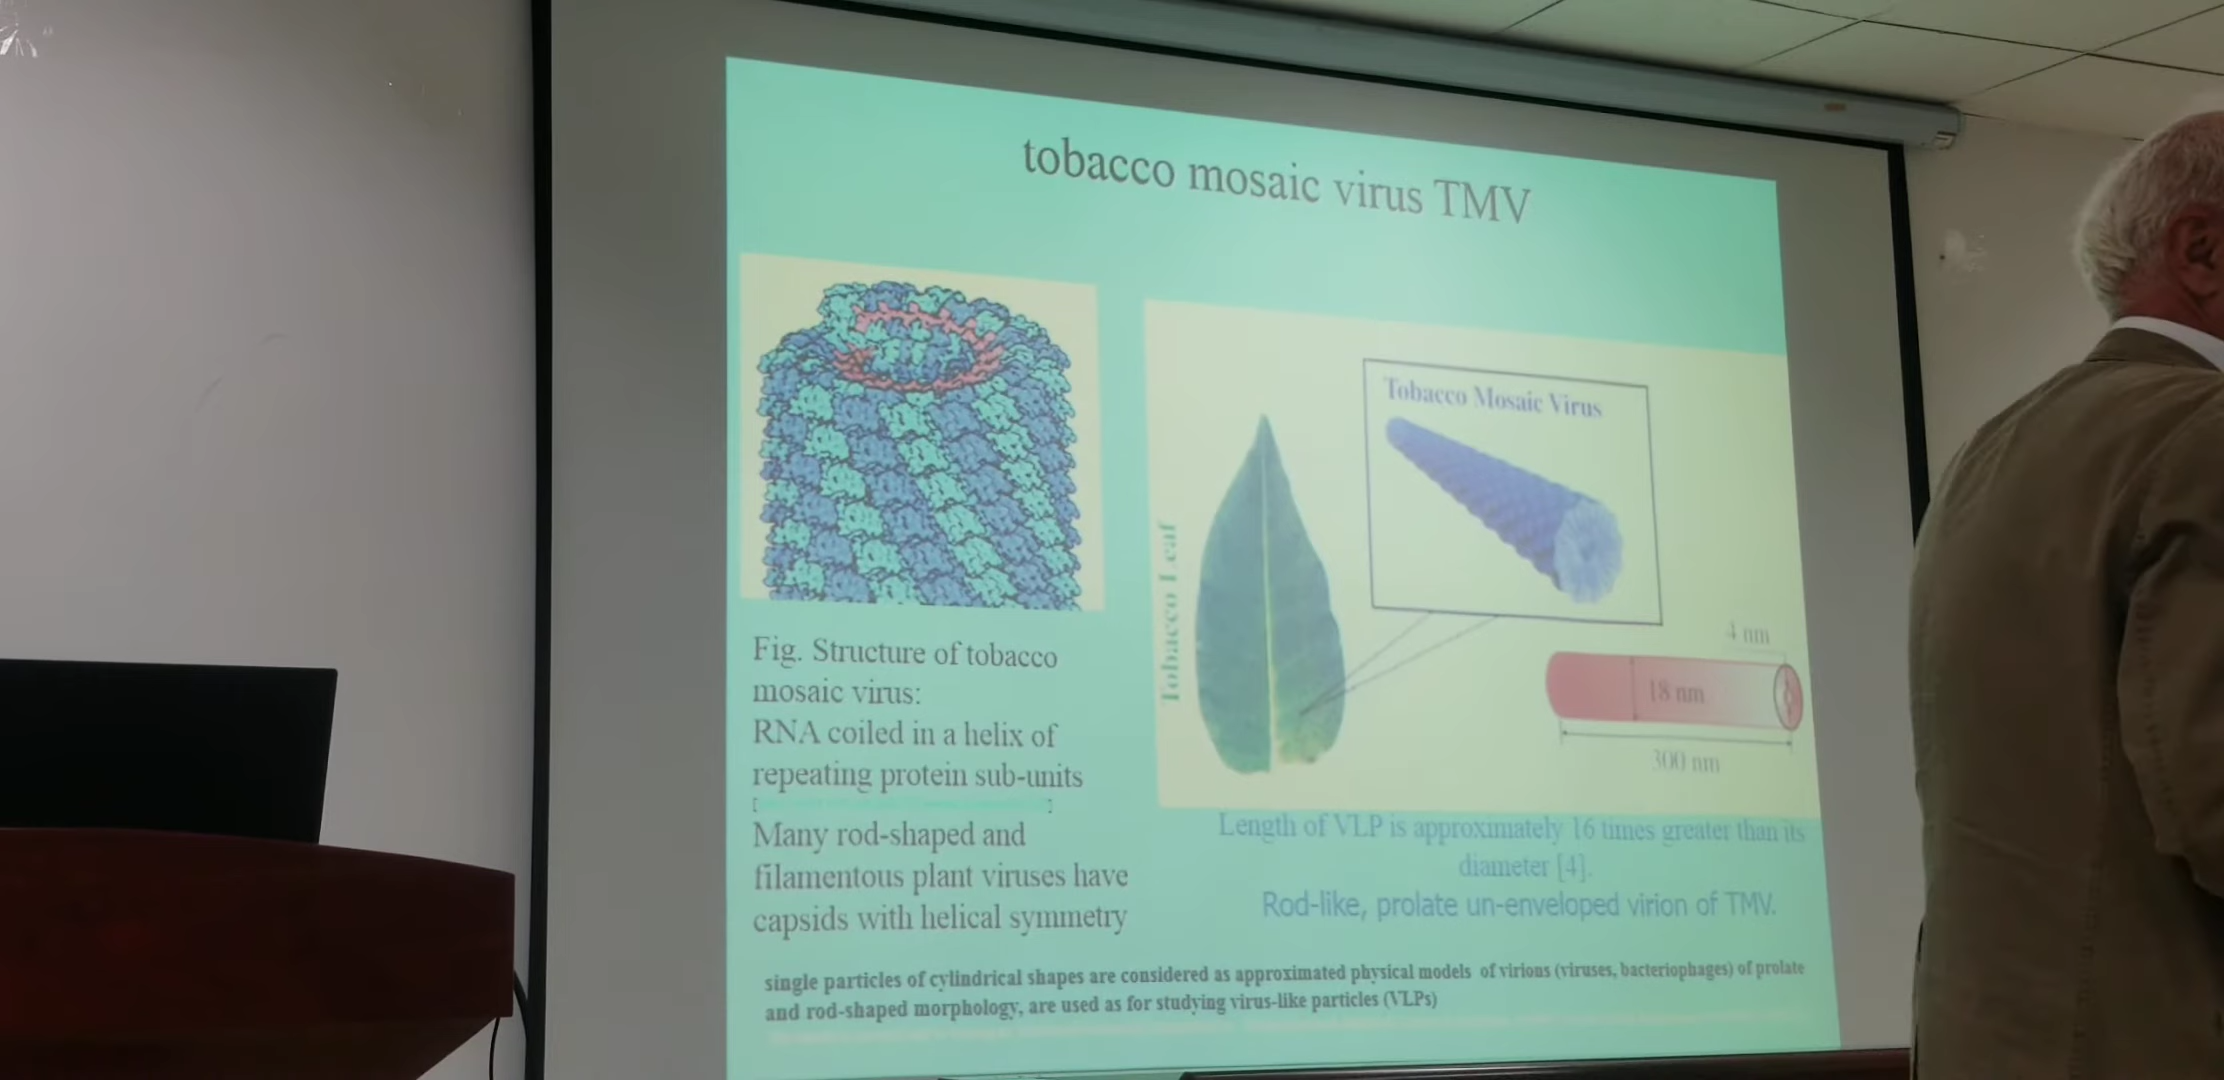 tobacco mosaic virus TMV
Fig. Structure of tobacco
mosaic virus:
RNA coiled in a helix of
repeating protein sub-units
[ ]
Many rod-shaped and
filamentous plant viruses have
capsids with helical symmetry
Tobacco Leaf
Tobacco Mosaic Virus
4 nm
18 nm
300 nm
Length of VLP is approximately 16 times greater than its
diameter [4].
Rod-like, prolate un-enveloped virion of TMV.
single particles of cylindrical shapes are considered as approximated physical models of virions (viruses, bacteriophages) of prolate
and rod-shaped morphology, are used as for studying virus-like particles (VLPs)